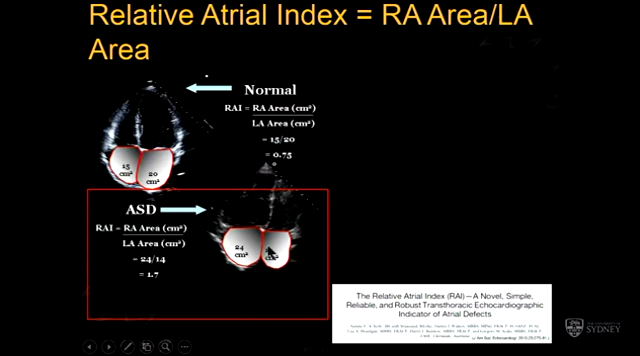 Relative Atrial Index = RA Area/LA
Area
Normal
RAI = RA Area (cm²)
LA Area (cm²)
= 15/20
= 0.75
15
cm²
20
cm²
ASD
RAI = RA Area (cm²)
LA Area (cm²)
= 24/14
= 1.7
24
cm²
The Relative Atrial Index (RAI)—A Novel, Simple,
Reliable, and Robust Transthoracic Echocardiographic
Indicator of Atrial Defects
SYDNEY